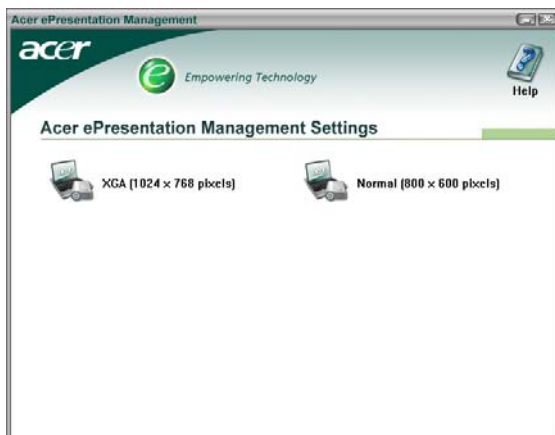 Acer ePresentation Management
acer
e Empowering Technology
Help
Acer ePresentation Management Settings
XGA (1024 x 768 pixels)
Normal (800 x 600 pixels)